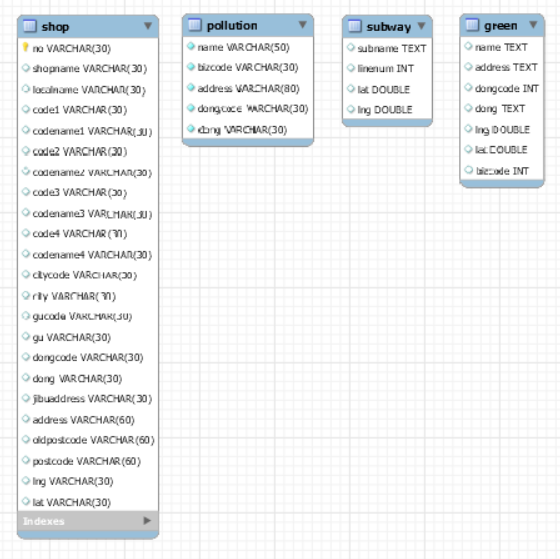 shop
no VARCHAR(30)
shopname VARCHAR(30)
localname VARCHAR(30)
code1 VARCHAR(30)
codename1 VARCHAR(30)
code2 VARCHAR(30)
codename2 VARCHAR(30)
code3 VARCHAR(30)
codename3 VARCHAR(30)
code4 VARCHAR(30)
codename4 VARCHAR(30)
citycode VARCHAR(30)
city VARCHAR(30)
gucode VARCHAR(30)
gu VARCHAR(30)
dongcode VARCHAR(30)
dong VARCHAR(30)
jibuaddress VARCHAR(30)
address VARCHAR(60)
oldpostcode VARCHAR(60)
postcode VARCHAR(60)
lng VARCHAR(30)
lat VARCHAR(30)
Indexes
pollution
name VARCHAR(50)
bizcode VARCHAR(30)
address VARCHAR(80)
dongcode VARCHAR(30)
dong VARCHAR(30)
subway
subname TEXT
linenum INT
lat DOUBLE
lng DOUBLE
green
name TEXT
address TEXT
dongcode INT
dong TEXT
lng DOUBLE
lat DOUBLE
bizcode INT